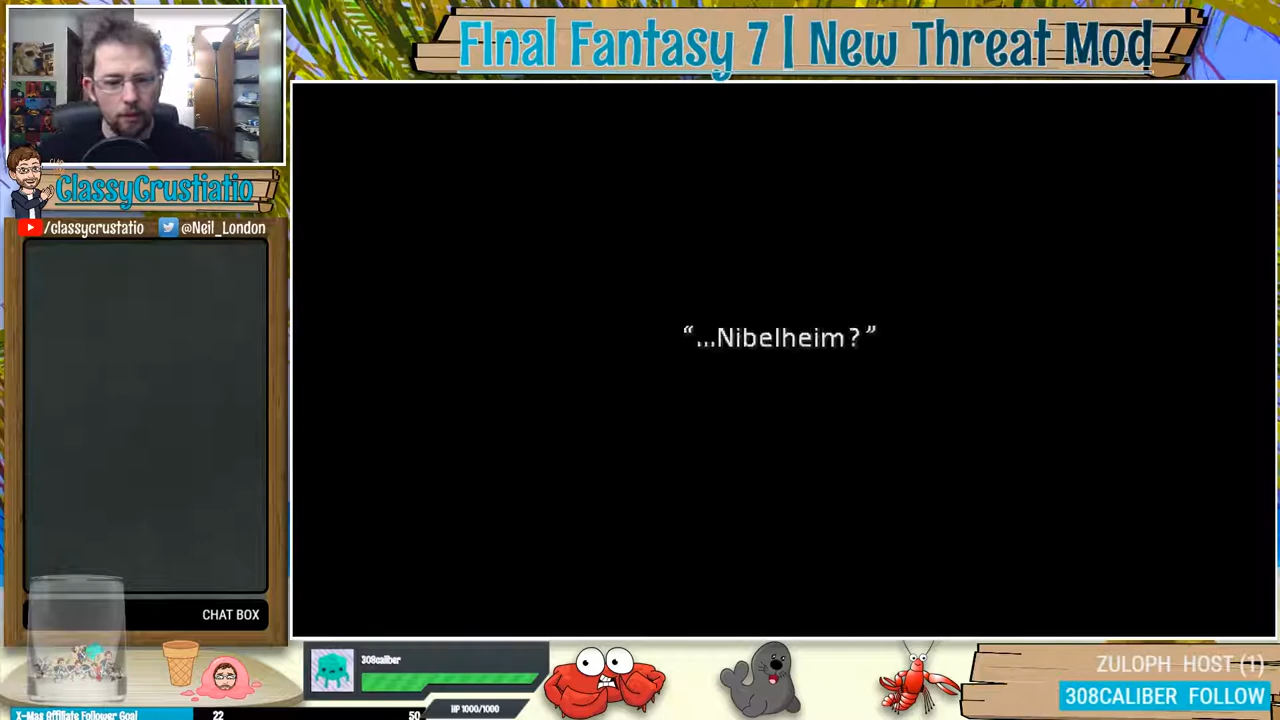 FInal Fantasy 7 | New Threat Mod
ClassyCrustiatio
/classycrustatio @Neil_London
"...Nibelheim?"
CHAT BOX
308caliber
HP 1000/1000
X-Mas Affiliate Follower Goal 22 50
ZULOPH HOST (1)
308CALIBER FOLLOW